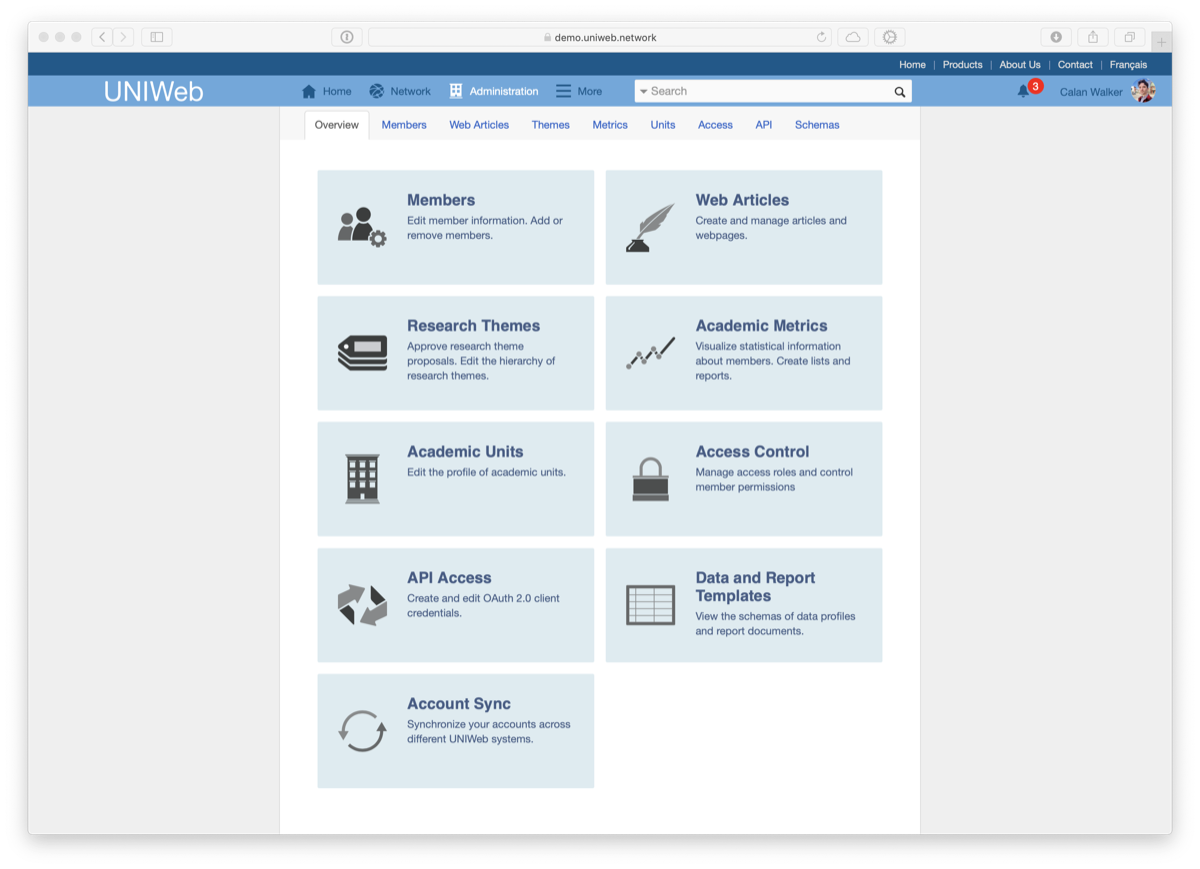 demo.uniweb.network
Home | Products | About Us | Contact | Français
UNIWeb Home Network Administration More Search 3 Calan Walker
Overview Members Web Articles Themes Metrics Units Access API Schemas
Members
Edit member information. Add or
remove members.
Web Articles
Create and manage articles and
webpages.
Research Themes
Approve research theme
proposals. Edit the hierarchy of
research themes.
Academic Metrics
Visualize statistical information
about members. Create lists and
reports.
Academic Units
Edit the profile of academic units.
Access Control
Manage access roles and control
member permissions
API Access
Create and edit OAuth 2.0 client
credentials.
Data and Report
Templates
View the schemas of data profiles
and report documents.
Account Sync
Synchronize your accounts across
different UNIWeb systems.